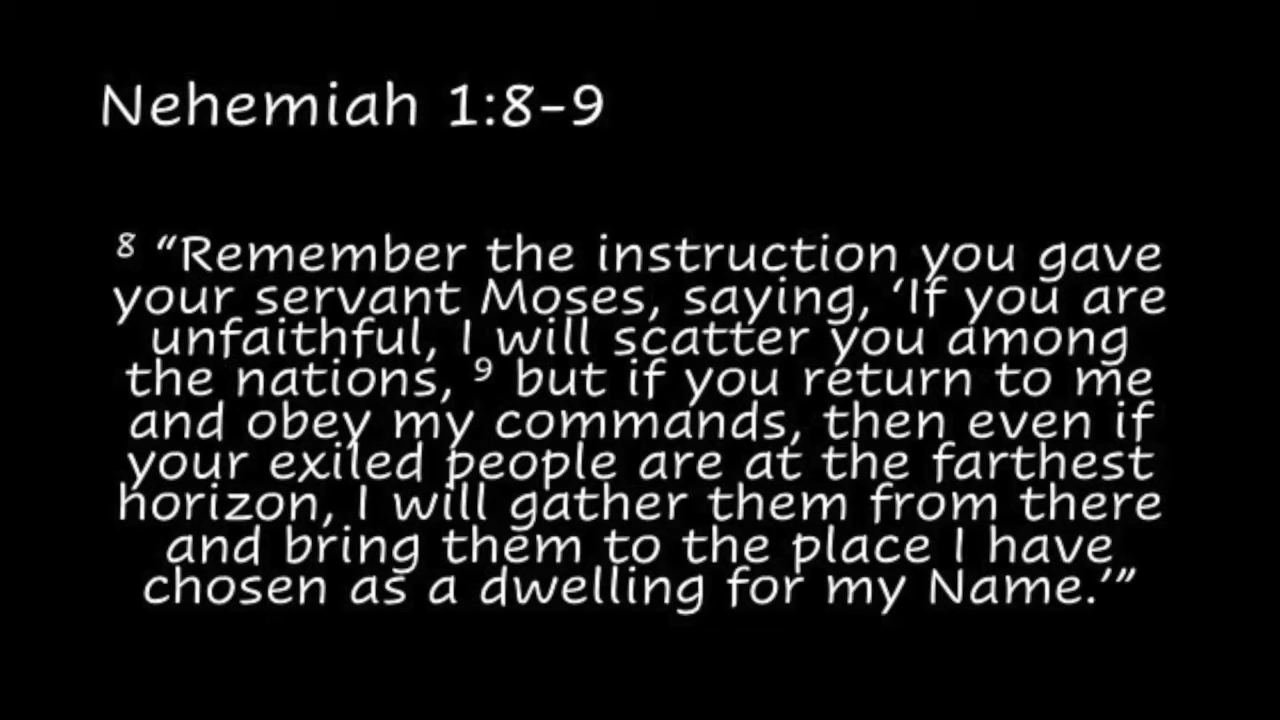 Nehemiah 1:8-9
⁸ “Remember the instruction you gave
your servant Moses, saying, ‘If you are
unfaithful, I will scatter you among
the nations, ⁹ but if you return to me
and obey my commands, then even if
your exiled people are at the farthest
horizon, I will gather them from there
and bring them to the place I have
chosen as a dwelling for my Name.’”